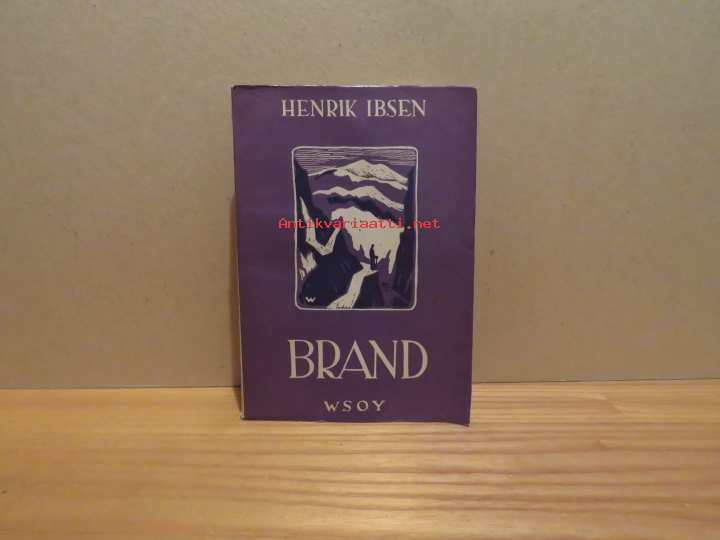 HENRIK IBSEN
Antikvariaatti.net
W
BRAND
WSOY